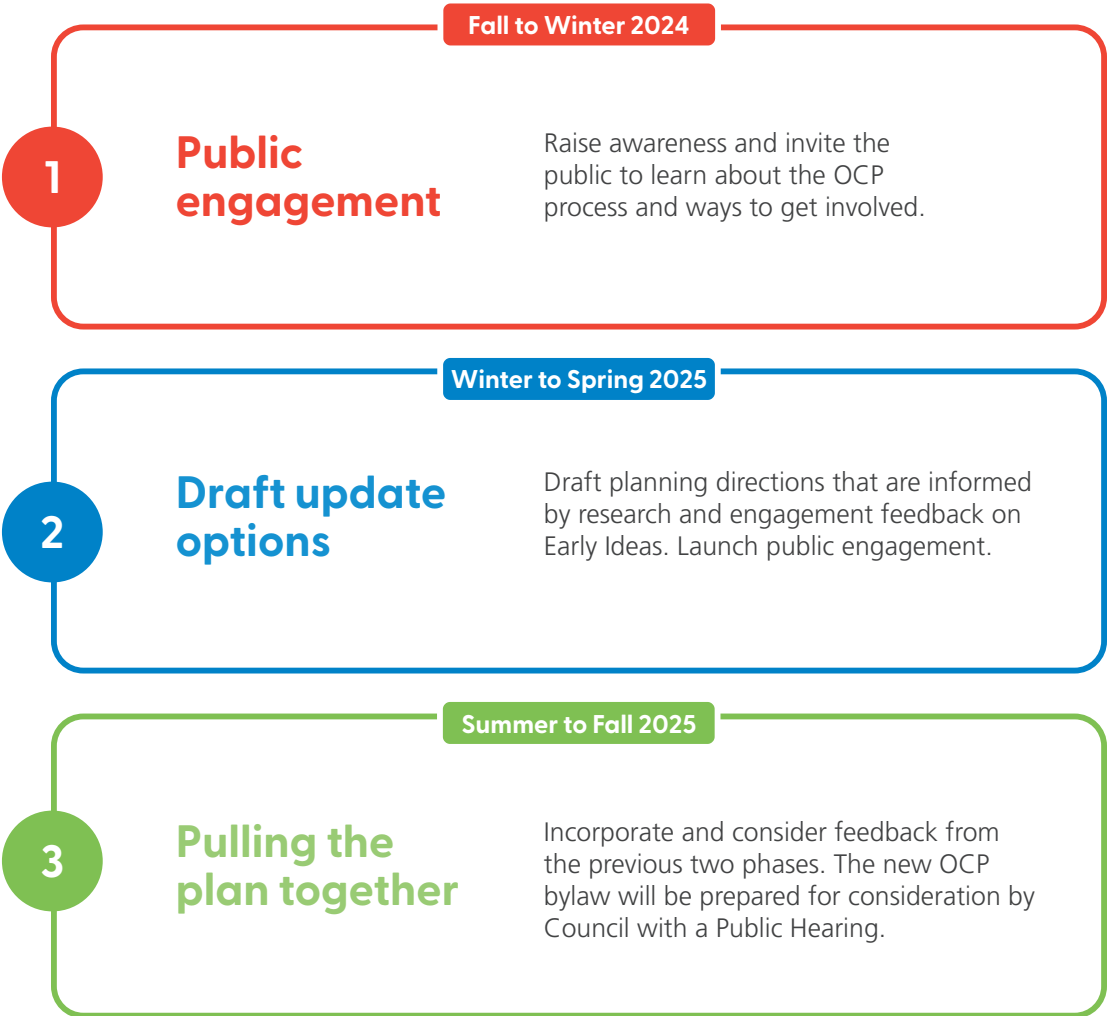 Fall to Winter 2024
1
Public
engagement
Raise awareness and invite the
public to learn about the OCP
process and ways to get involved.
Winter to Spring 2025
2
Draft update
options
Draft planning directions that are informed
by research and engagement feedback on
Early Ideas. Launch public engagement.
Summer to Fall 2025
3
Pulling the
plan together
Incorporate and consider feedback from
the previous two phases. The new OCP
bylaw will be prepared for consideration by
Council with a Public Hearing.